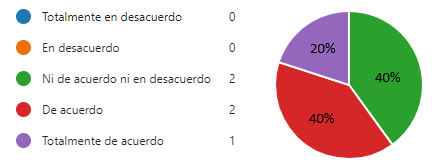 Totalmente en desacuerdo 0
En desacuerdo 0
Ni de acuerdo ni en desacuerdo 2
De acuerdo 2
Totalmente de acuerdo 1
20%
40%
40%